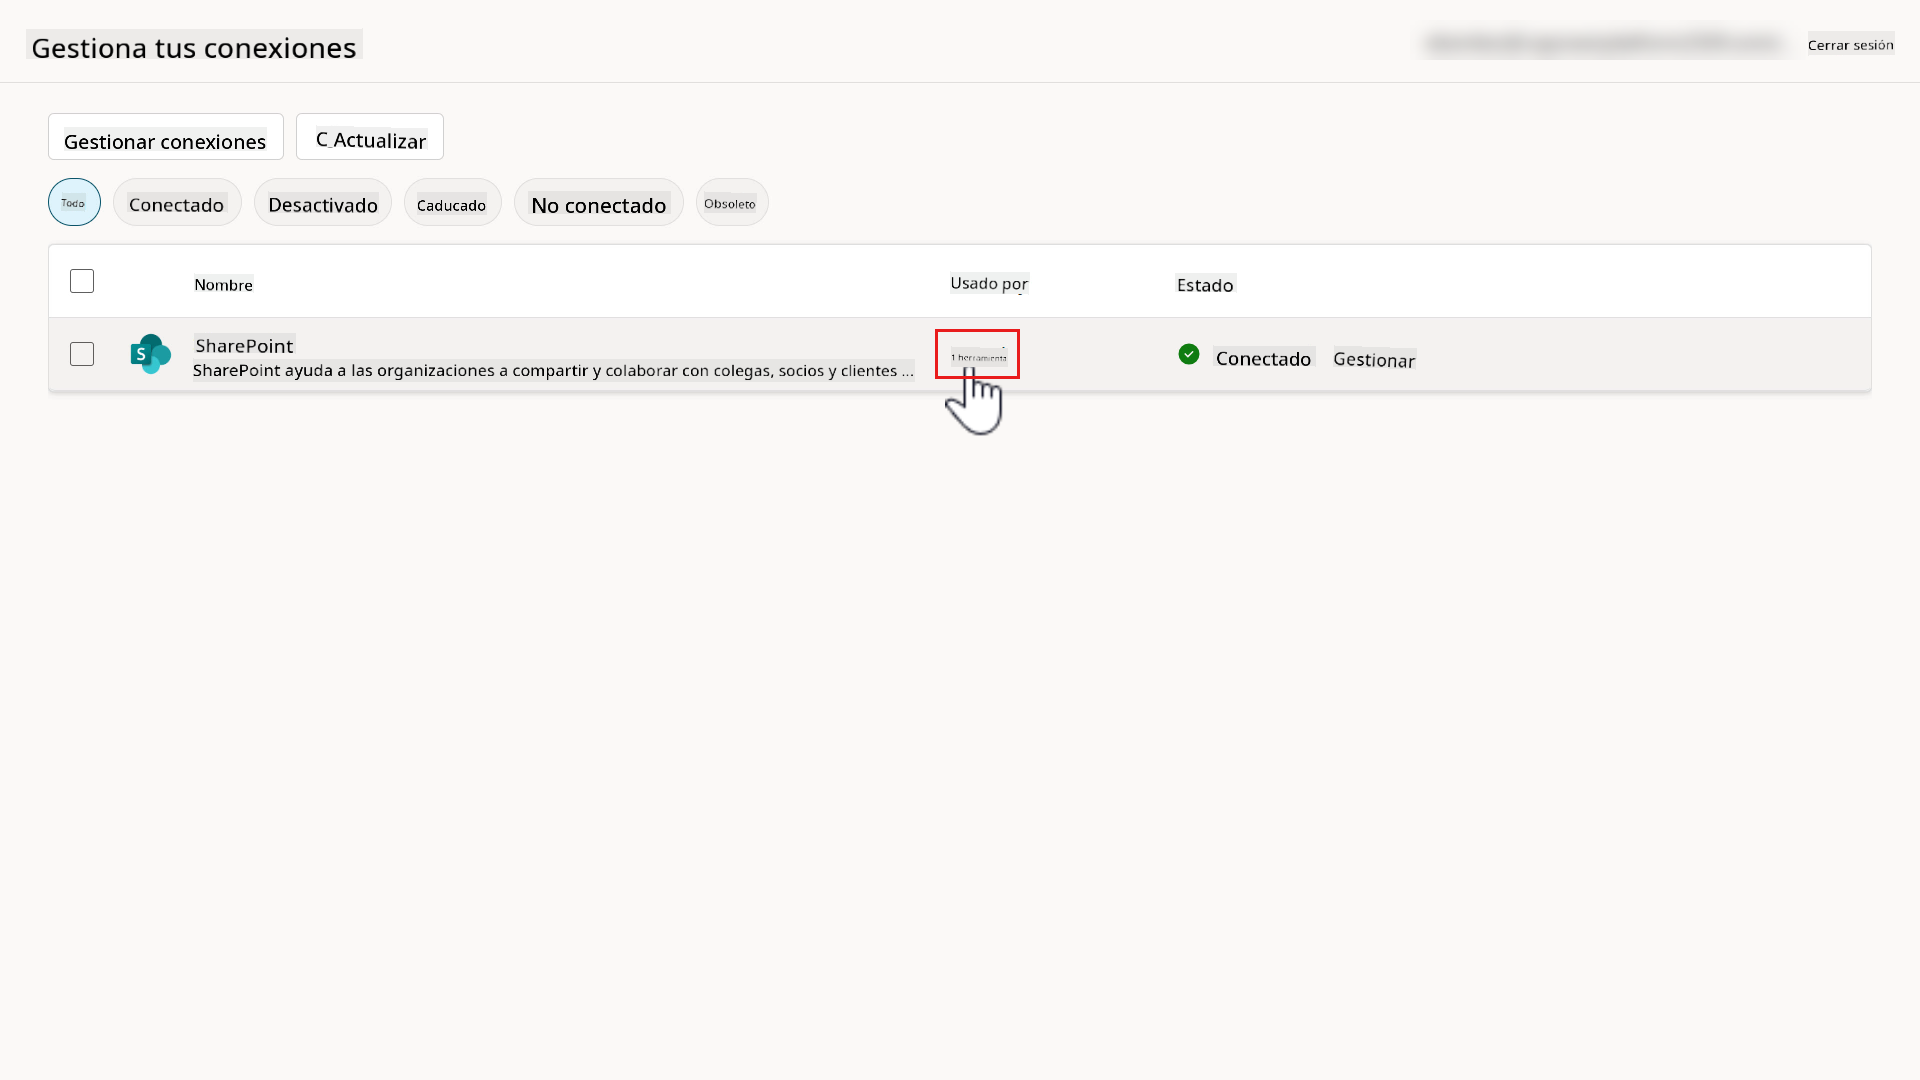 Gestiona tus conexiones
Cerrar sesión
Gestionar conexiones
C Actualizar
Todo
Conectado
Desactivado
Caducado
No conectado
Obsoleto
Nombre
Usado por
Estado
S
SharePoint
SharePoint ayuda a las organizaciones a compartir y colaborar con colegas, socios y clientes ...
1 herramienta
Conectado
Gestionar